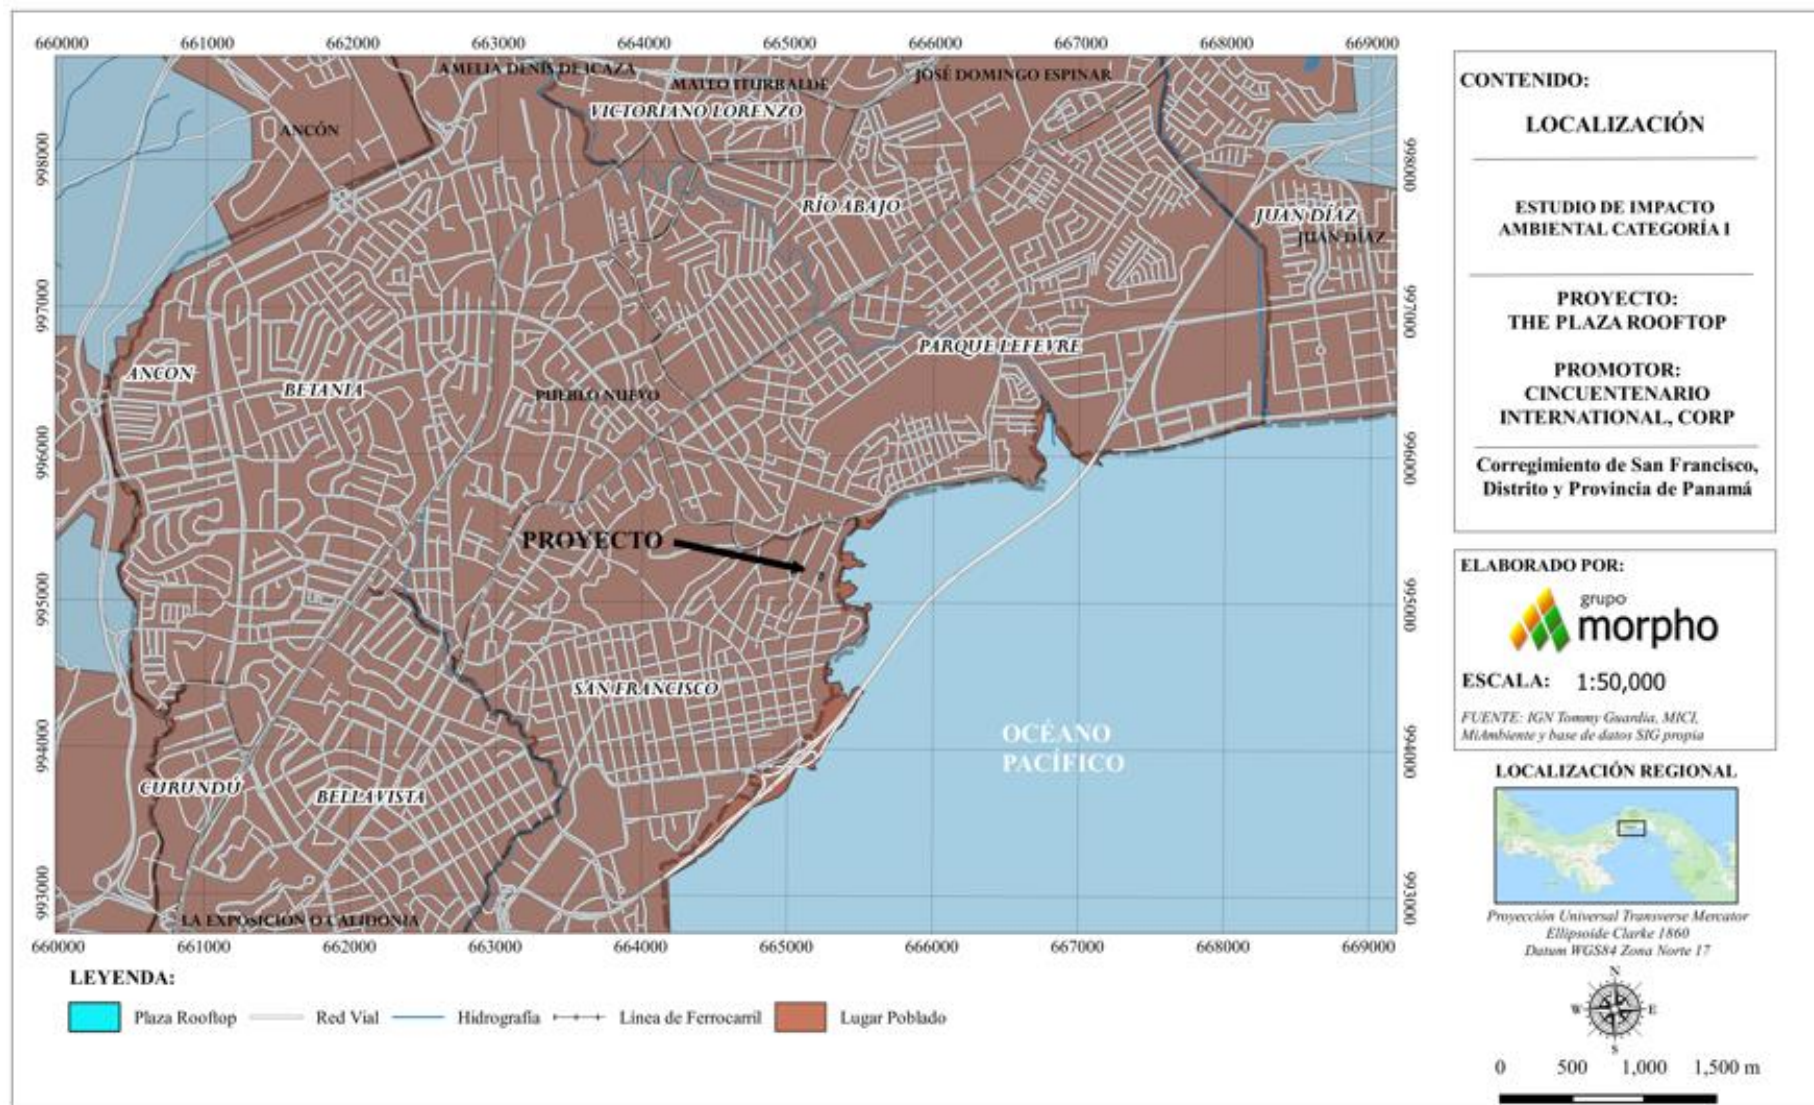 660000 661000 662000 663000 664000 665000 666000 667000 668000 669000
AMELIA DENÍS DE ICAZA
MATEO ITURRALDE
JOSÉ DOMINGO ESPINAR
VICTORIANO LORENZO
ANCÓN
998000
998000
RÍO ABAJO
JUAN DÍAZ
JUAN DÍAZ
997000
997000
PARQUE LEFEVRE
ANCÓN
BETANIA
PUEBLO NUEVO
996000
996000
PROYECTO
995000
995000
SAN FRANCISCO
994000
994000
OCÉANO
PACÍFICO
CURUNDÚ
BELLAVISTA
993000
993000
LA EXPOSICIÓN O CALIDONIA
660000 661000 662000 663000 664000 665000 666000 667000 668000 669000
LEYENDA:
Plaza Rooftop Red Vial Hidrografía Línea de Ferrocarril Lugar Poblado
CONTENIDO:
LOCALIZACIÓN
ESTUDIO DE IMPACTO
AMBIENTAL CATEGORÍA I
PROYECTO:
THE PLAZA ROOFTOP
PROMOTOR:
CINCUENTENARIO
INTERNATIONAL, CORP
Corregimiento de San Francisco,
Distrito y Provincia de Panamá
ELABORADO POR:
grupo
morpho
ESCALA: 1:50,000
FUENTE: IGN Tommy Guardia, MICI,
MiAmbiente y base de datos SIG propia
LOCALIZACIÓN REGIONAL
Proyección Universal Transverse Mercator
Ellipsoide Clarke 1860
Datum WGS84 Zona Norte 17
N
W E
S
0 500 1,000 1,500 m